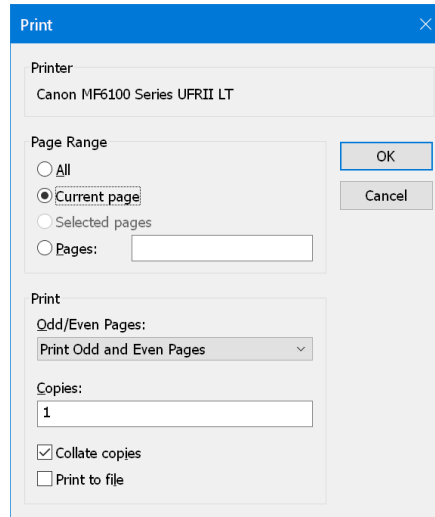 Print
Printer
Canon MF6100 Series UFRII LT
Page Range
All
Current page
Selected pages
Pages:
OK
Cancel
Print
Odd/Even Pages:
Print Odd and Even Pages
Copies:
1
Collate copies
Print to file